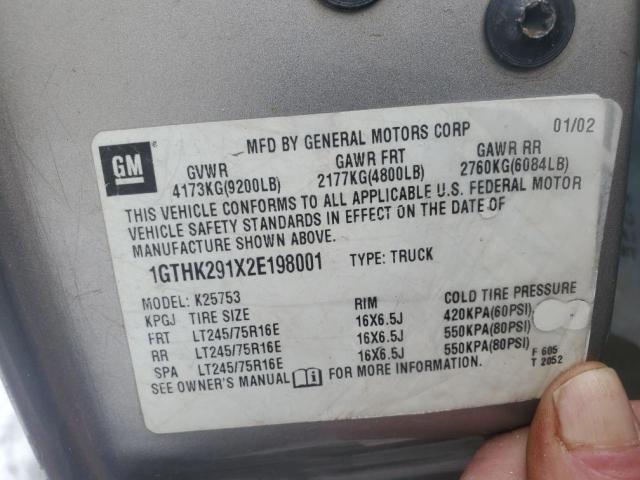 MFD BY GENERAL MOTORS CORP 01/02
GM
GVWR GAWR FRT GAWR RR
4173KG(9200LB) 2177KG(4800LB) 2760KG(6084LB)
THIS VEHICLE CONFORMS TO ALL APPLICABLE U.S. FEDERAL MOTOR
VEHICLE SAFETY STANDARDS IN EFFECT ON THE DATE OF
MANUFACTURE SHOWN ABOVE.
1GTHK291X2E198001 TYPE: TRUCK
MODEL: K25753
KPGJ TIRE SIZE RIM COLD TIRE PRESSURE
FRT LT245/75R16E 16X6.5J 420KPA(60PSI)
RR LT245/75R16E 16X6.5J 550KPA(80PSI)
SPA LT245/75R16E 16X6.5J 550KPA(80PSI)
SEE OWNER'S MANUAL FOR MORE INFORMATION.
F 605
T 2052